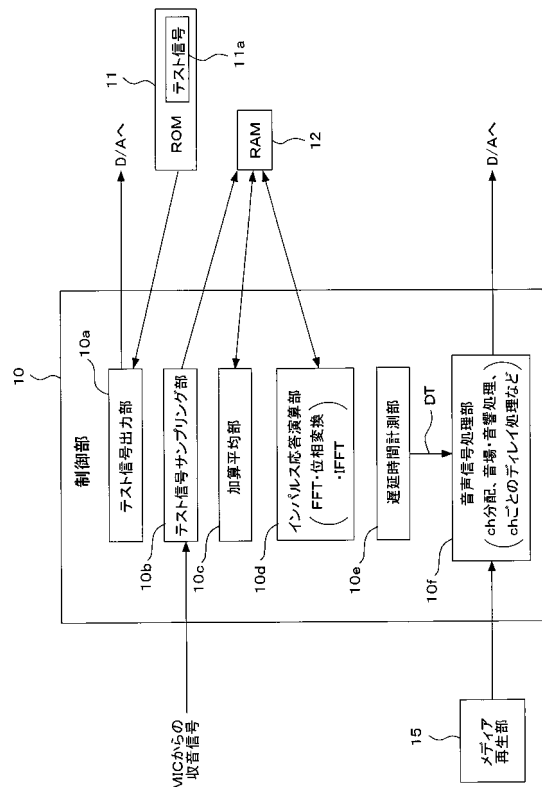 10
制御部
10a
テスト信号出力部
D/Aへ
11
ROM
テスト信号
11a
10b
テスト信号サンプリング部
MICからの
収音信号
10c
加算平均部
RAM
12
10d
インパルス応答演算部
FFT・位相変換
・IFFT
10e
遅延時間計測部
DT
10f
音声信号処理部
ch分配、音場・音響処理、
chごとのディレイ処理など
D/Aへ
15
メディア
再生部